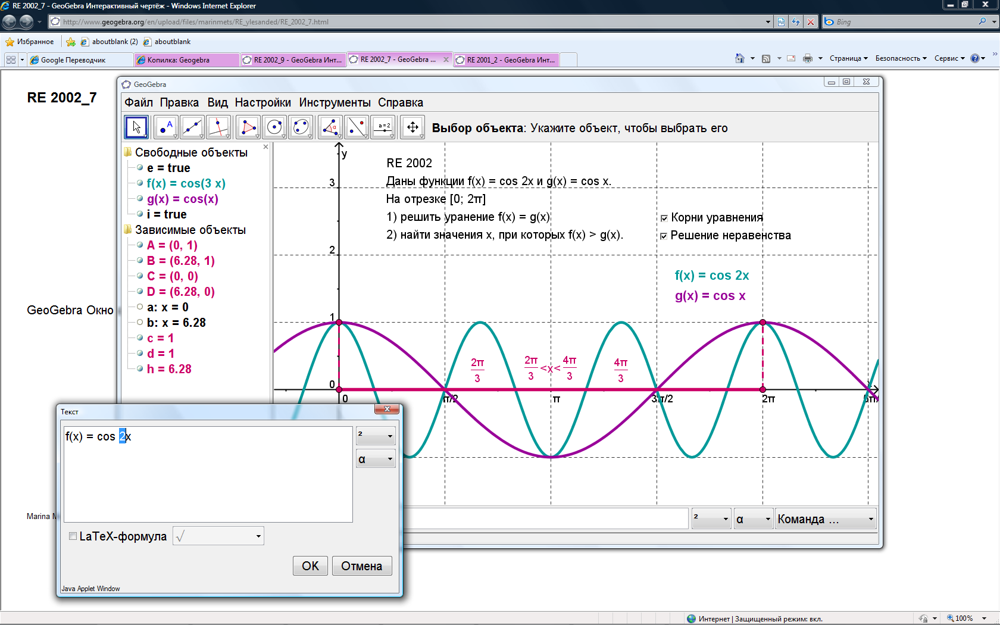 RE 2002_7 - GeoGebra Интерактивный чертёж - Windows Internet Explorer
http://www.geogebra.org/en/upload/files/marinmets/RE_ylesanded/RE_2002_7.html
Bing
Избранное
aboutblank (2)
aboutblank
Google Переводчик
Копилка: Geogebra
RE 2002_9 - GeoGebra Инт...
RE 2002_7 - GeoGebra ...
RE 2001_2 - GeoGebra Инт...
Страница
Безопасность
Сервис
RE 2002_7
GeoGebra
Файл Правка Вид Настройки Инструменты Справка
A
α
a=2
Выбор объекта: Укажите объект, чтобы выбрать его
Свободные объекты
e = true
f(x) = cos(3 x)
g(x) = cos(x)
i = true
Зависимые объекты
A = (0, 1)
B = (6.28, 1)
C = (0, 0)
D = (6.28, 0)
a: x = 0
b: x = 6.28
c = 1
d = 1
h = 6.28
y
RE 2002
Даны функции f(x) = cos 2x и g(x) = cos x.
На отрезке [0; 2π]
1) решить уранение f(x) = g(x)
2) найти значения x, при которых f(x) > g(x).
Корни уравнения
Решение неравенства
f(x) = cos 2x
g(x) = cos x
3
2
1
0
2π/3
2π/3 <x< 4π/3
4π/3
0
π/2
π
3π/2
2π
GeoGebra Окно
Marina
Текст
f(x) = cos 2x
²
α
LaTeX-формула
√
OK
Отмена
Java Applet Window
²
α
Команда ...
Интернет | Защищенный режим: вкл.
100%